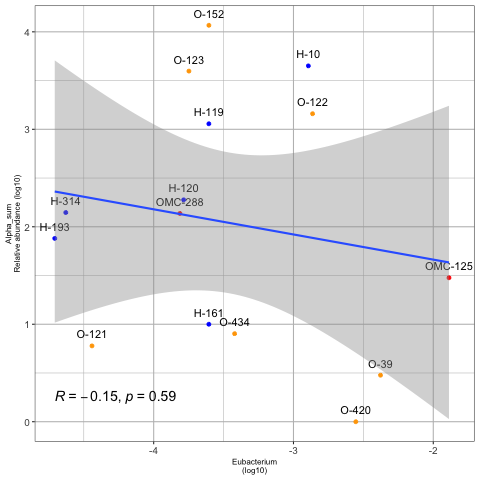 O-152
4
H-10
O-123
O-122
H-119
3
H-120
H-314
OMC-288
2
H-193
OMC-125
H-161
O-434
1
O-121
O-39
R = −0.15, p = 0.59
O-420
0
-4
-3
-2
Alpha_sum
Relative abundance (log10)
Eubacterium
(log10)